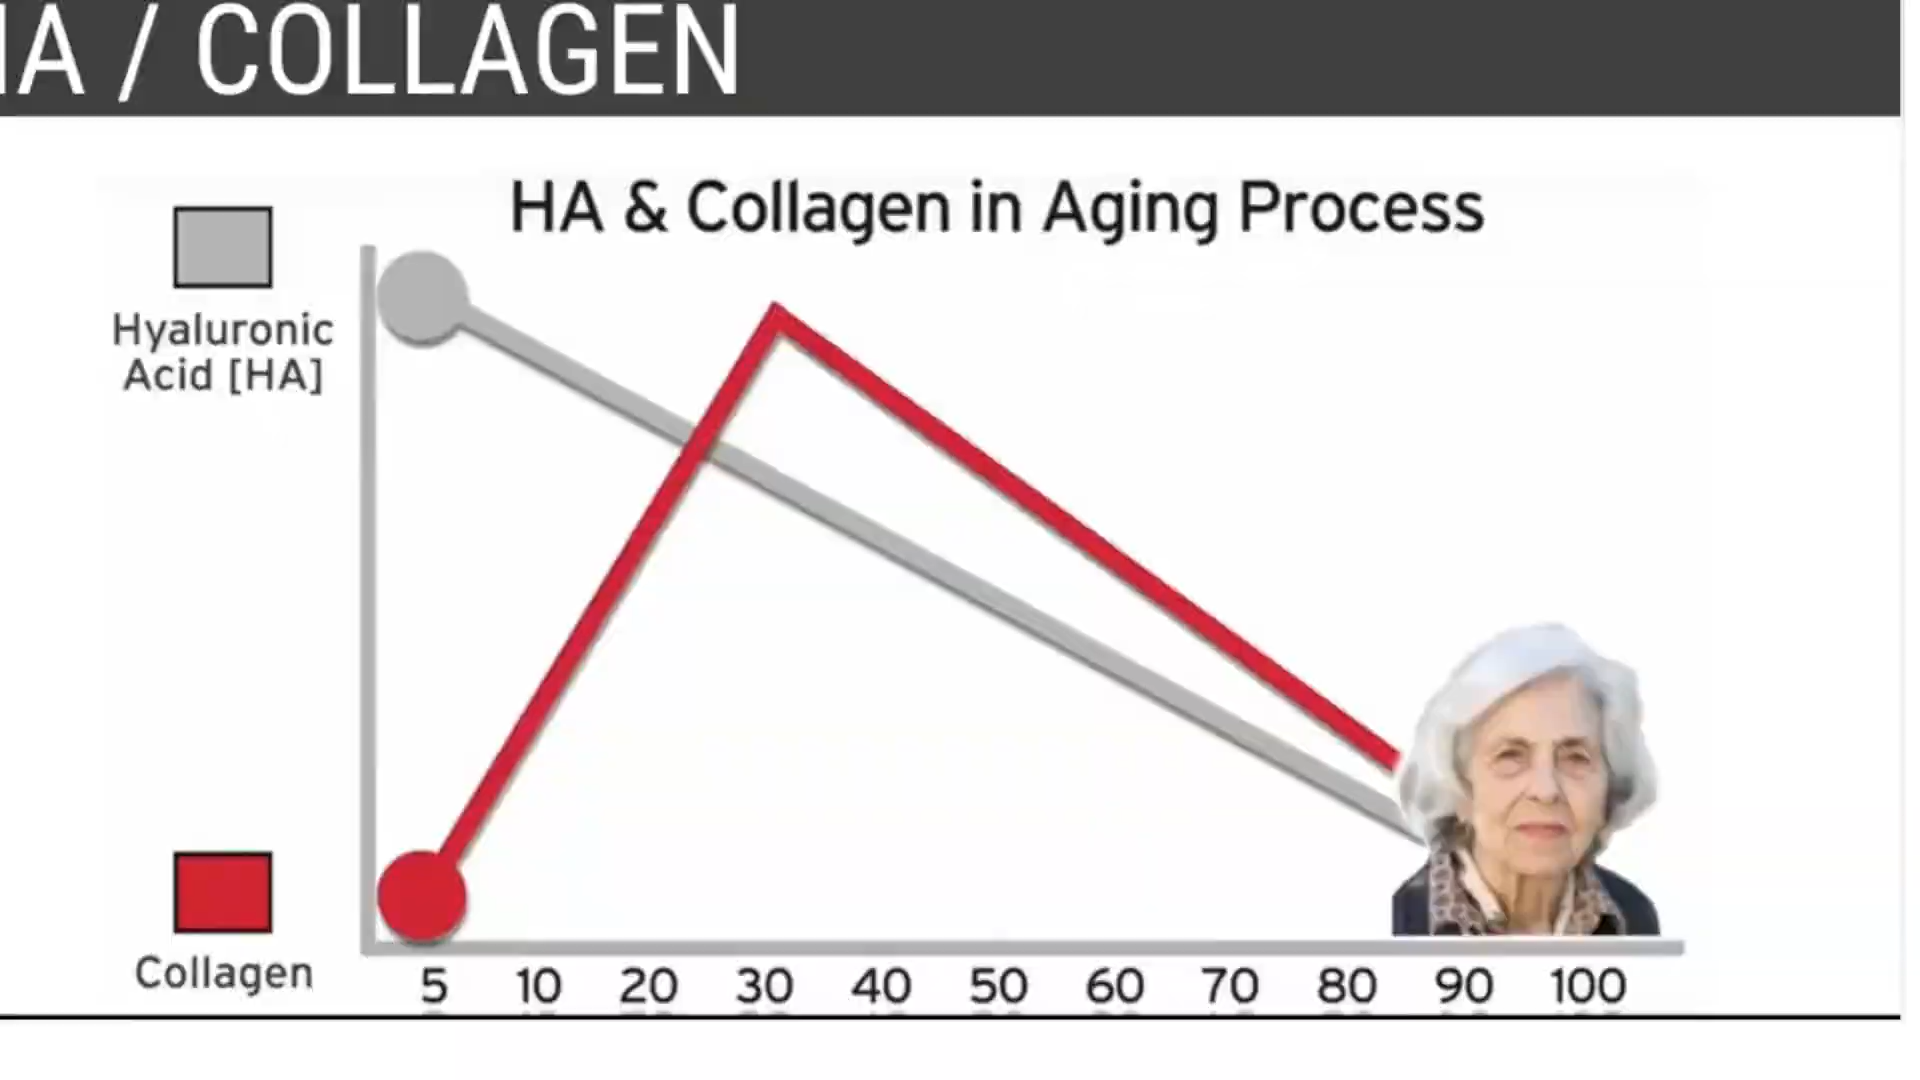 HA / COLLAGEN
HA & Collagen in Aging Process
Hyaluronic
Acid [HA]
Collagen
5 10 20 30 40 50 60 70 80 90 100